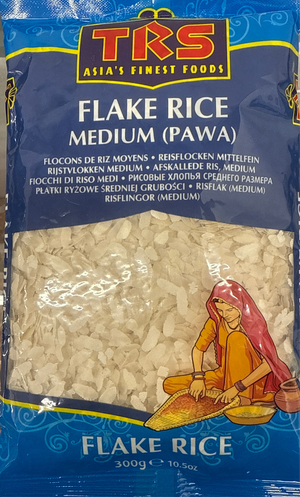 TRS
ASIA'S FINEST FOODS
FLAKE RICE
MEDIUM (PAWA)
FLOCONS DE RIZ MOYENS • REISFLOCKEN MITTELFEIN
RIJSTVLOKKEN MEDIUM • AFSKALLEDE RIS, MEDIUM
FIOCCHI DI RISO MEDI • РИСОВЫЕ ХЛОПЬЯ СРЕДНЕГО РАЗМЕРА
PŁATKI RYŻOWE ŚREDNIEJ GRUBOŚCI • RISFLAK (MEDIUM)
RISFLINGOR (MEDIUM)
FLAKE RICE
300g e 10.5oz